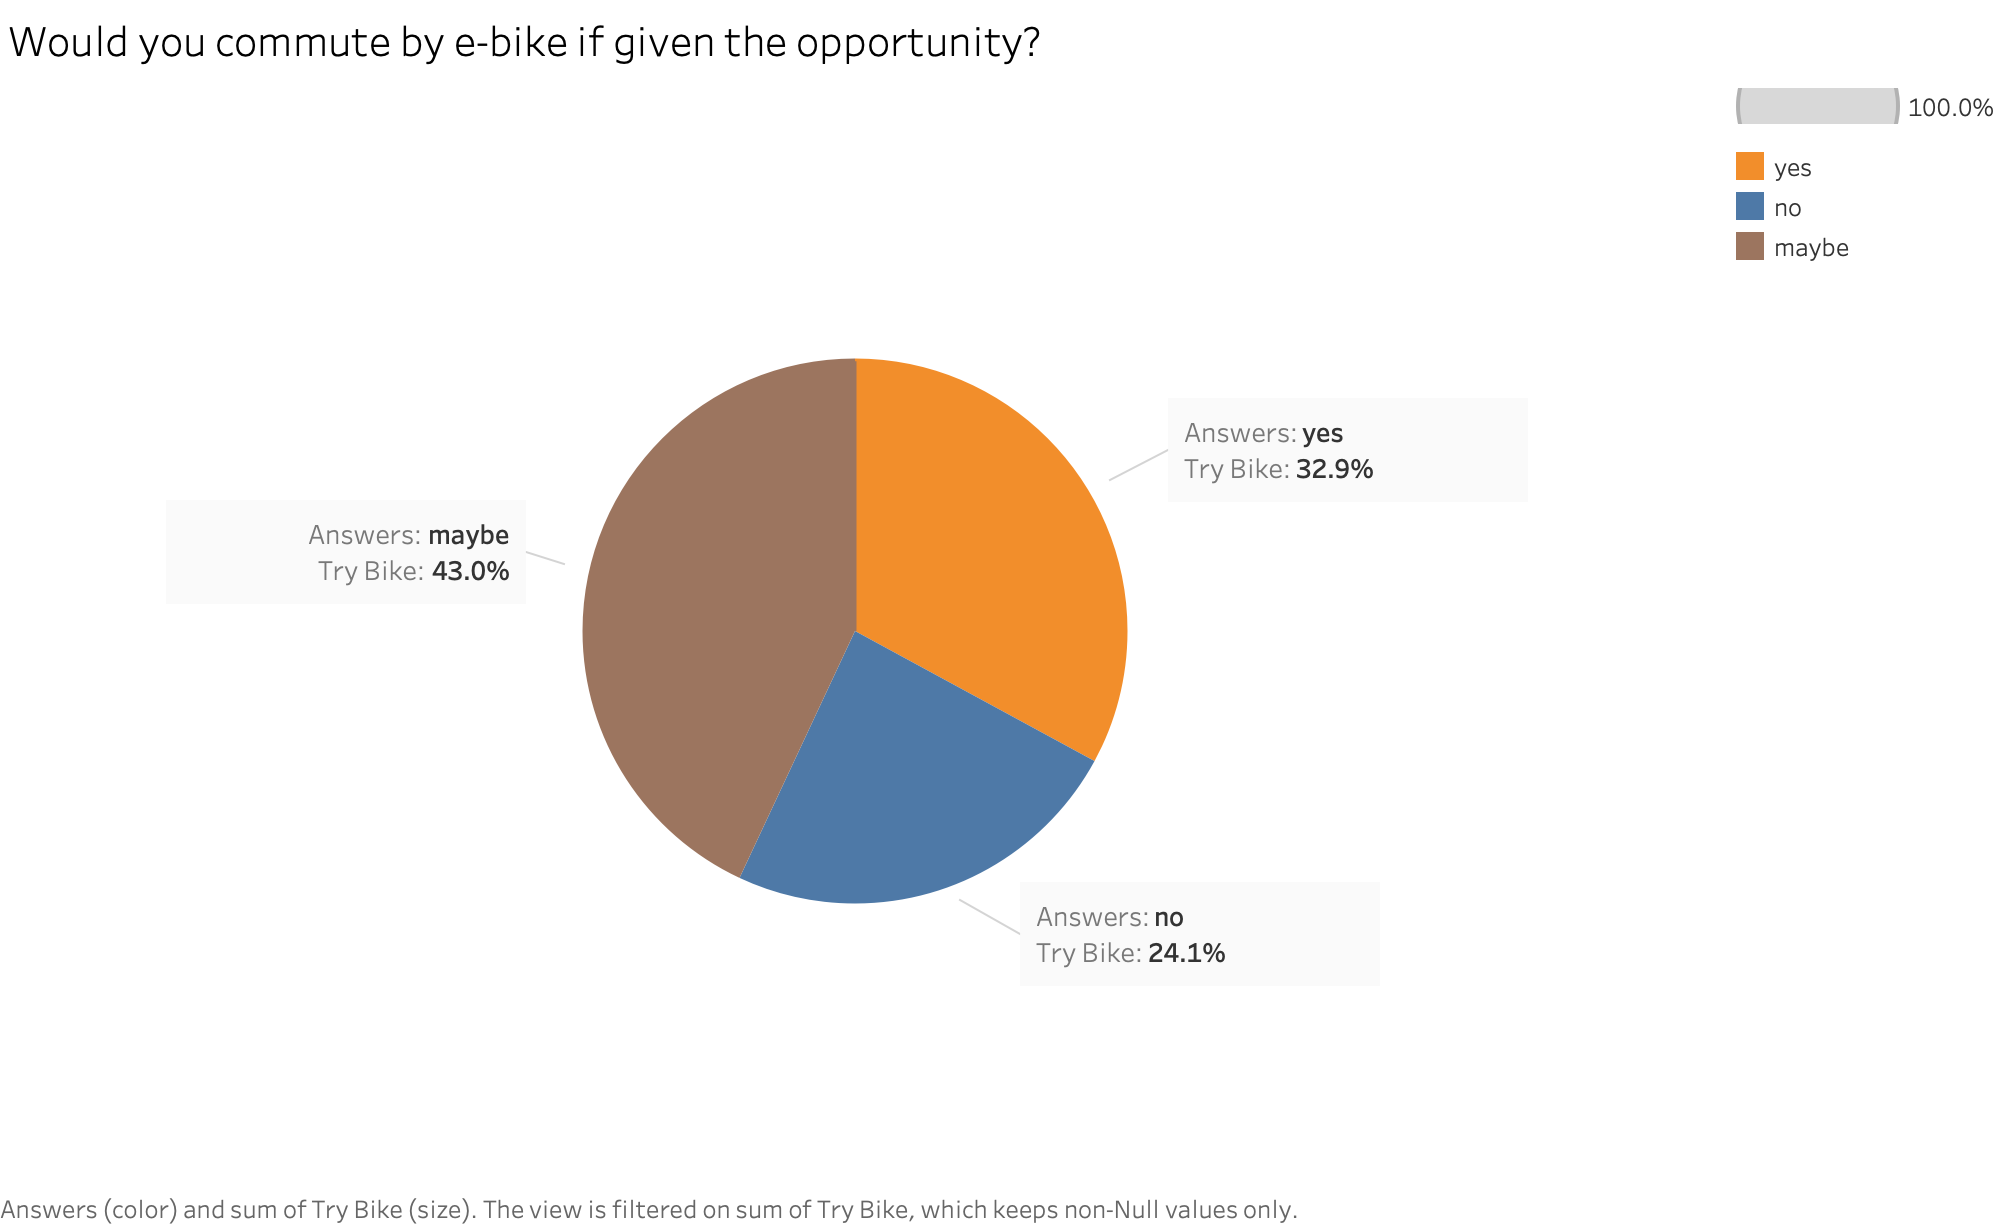 Would you commute by e-bike if given the opportunity?
100.0%
yes
no
maybe
Answers: yes
Try Bike: 32.9%
Answers: maybe
Try Bike: 43.0%
Answers: no
Try Bike: 24.1%
Answers (color) and sum of Try Bike (size). The view is filtered on sum of Try Bike, which keeps non-Null values only.